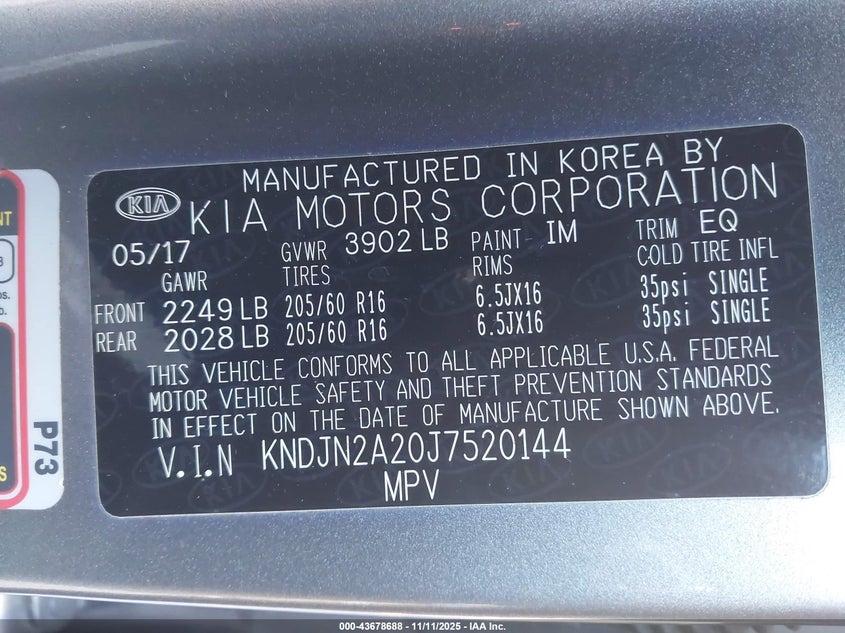 MANUFACTURED IN KOREA BY
KIA KIA MOTORS CORPORATION
05/17 GVWR 3902 LB PAINT IM TRIM EQ
GAWR TIRES RIMS COLD TIRE INFL
FRONT 2249 LB 205/60 R16 6.5JX16 35psi SINGLE
REAR 2028 LB 205/60 R16 6.5JX16 35psi SINGLE
THIS VEHICLE CONFORMS TO ALL APPLICABLE U.S.A. FEDERAL
MOTOR VEHICLE SAFETY AND THEFT PREVENTION STANDARDS
IN EFFECT ON THE DATE OF MANUFACTURE SHOWN ABOVE.
V.I.N KNDJN2A20J7520144
MPV
P73
000-43678688 - 11/11/2025 - IAA Inc.